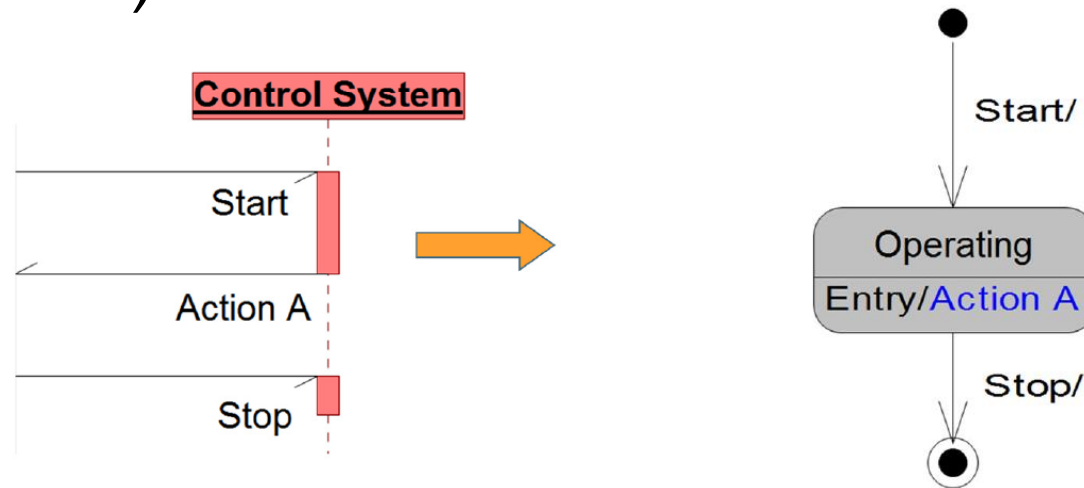 Control System
Start
Action A
Stop
Start/
Operating
Entry/Action A
Stop/